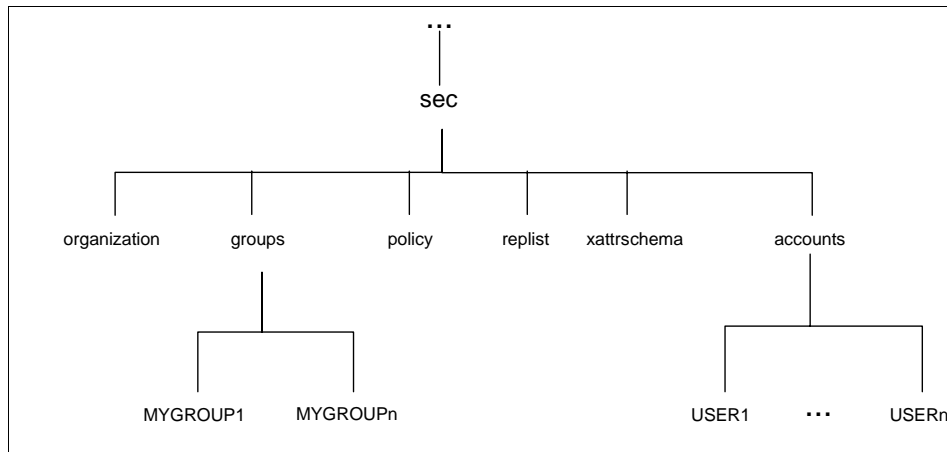 ...
sec
organization groups policy replist xattrschema accounts
MYGROUP1 MYGROUPn USER1 ... USERn